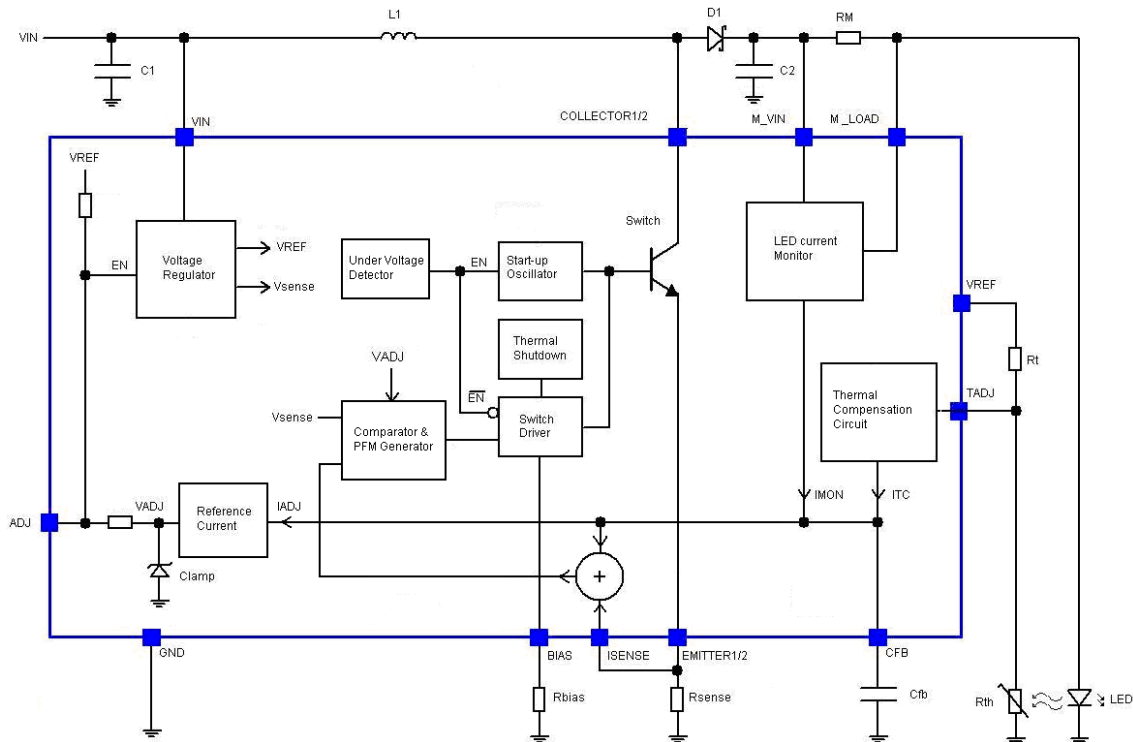 L1
D1
RM
VIN
C1
C2
VIN
COLLECTOR1/2
M_VIN
M _LOAD
VREF
Switch
EN
Voltage
Regulator
VREF
Vsense
Under Voltage
Detector
EN
Start-up
Oscillator
LED current
Monitor
VREF
Thermal
Shutdown
Rt
VADJ
EN
Vsense
Comparator &
PFM Generator
Switch
Driver
Thermal
Compensation
Circuit
TADJ
IMON
ITC
ADJ
VADJ
Reference
Current
IADJ
Clamp
+
GND
BIAS
ISENSE
EMITTER1/2
CFB
Rbias
Rsense
Cfb
Rth
LED